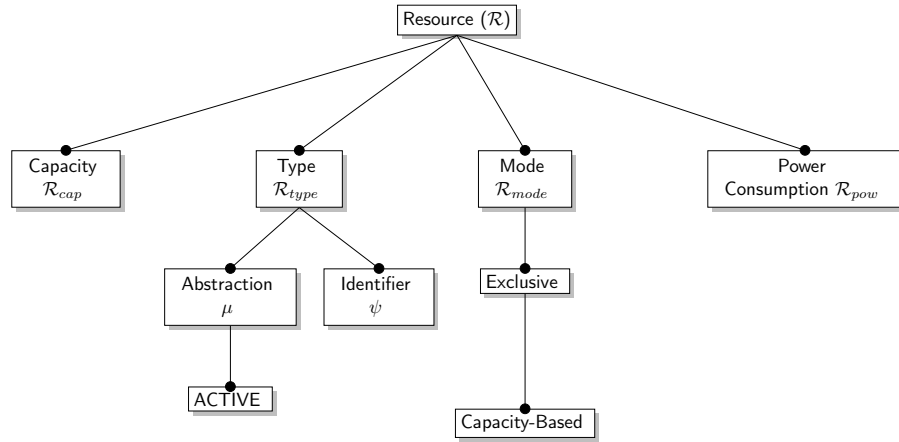 Resource (ℛ)
Capacity
ℛ_cap
Type
ℛ_type
Mode
ℛ_mode
Power
Consumption ℛ_pow
Abstraction
μ
Identifier
ψ
Exclusive
ACTIVE
Capacity-Based